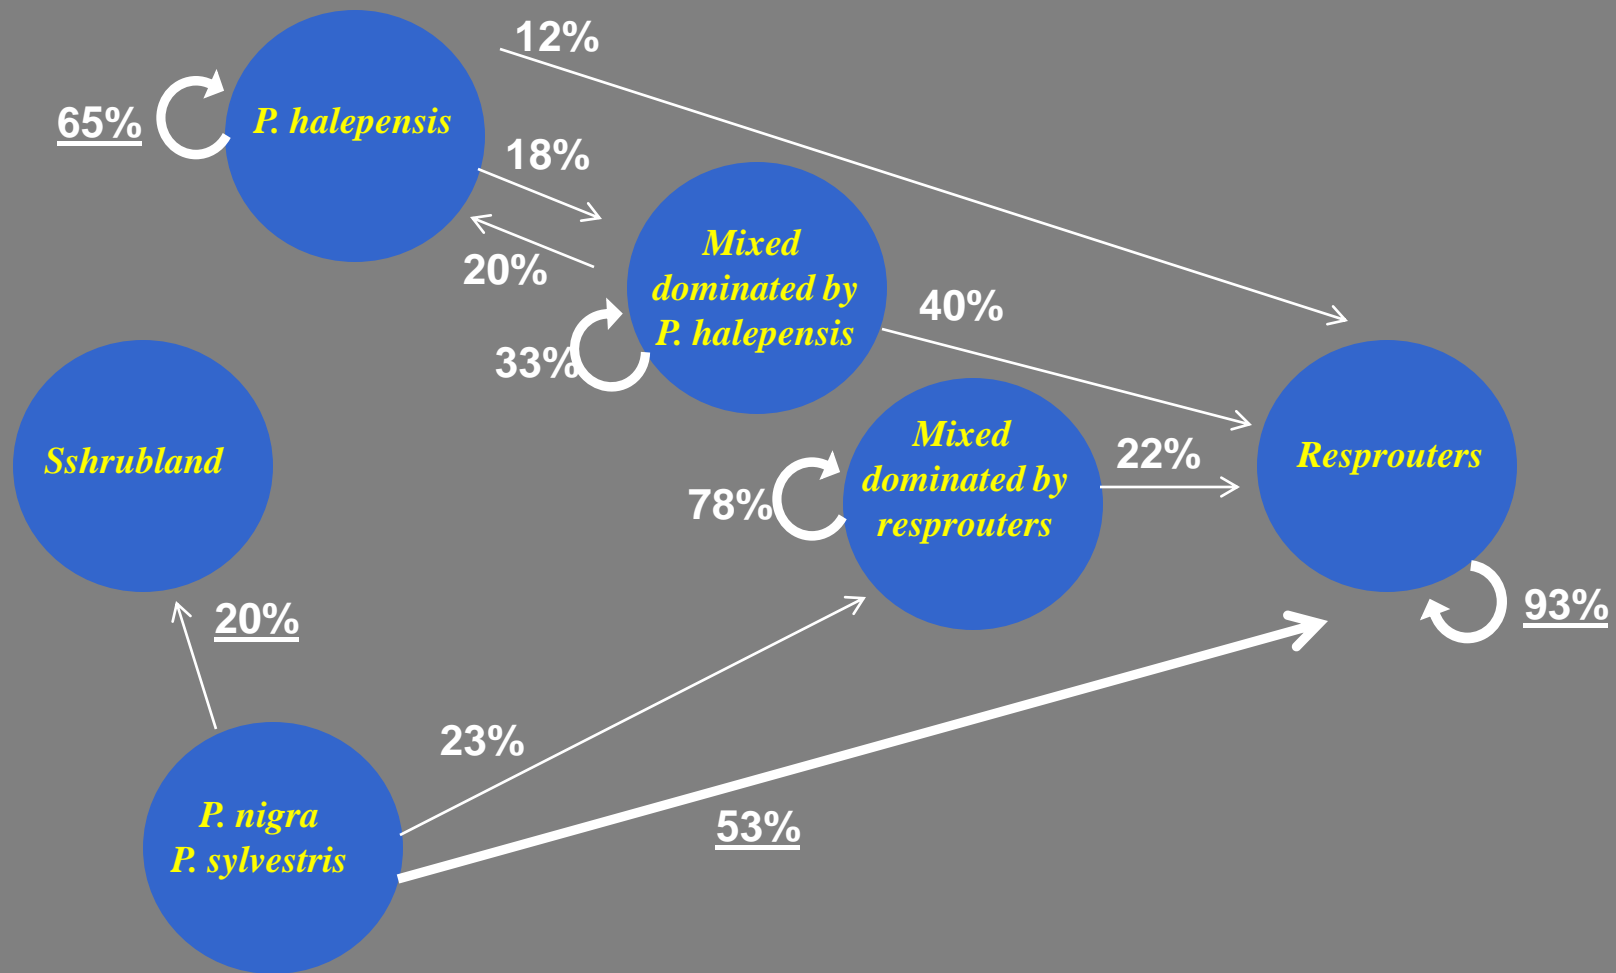 12%
65%
P. halepensis
18%
20%
Mixed
dominated by
P. halepensis
33%
40%
Sshrubland
Mixed
dominated by
resprouters
78%
22%
Resprouters
93%
20%
23%
53%
P. nigra
P. sylvestris